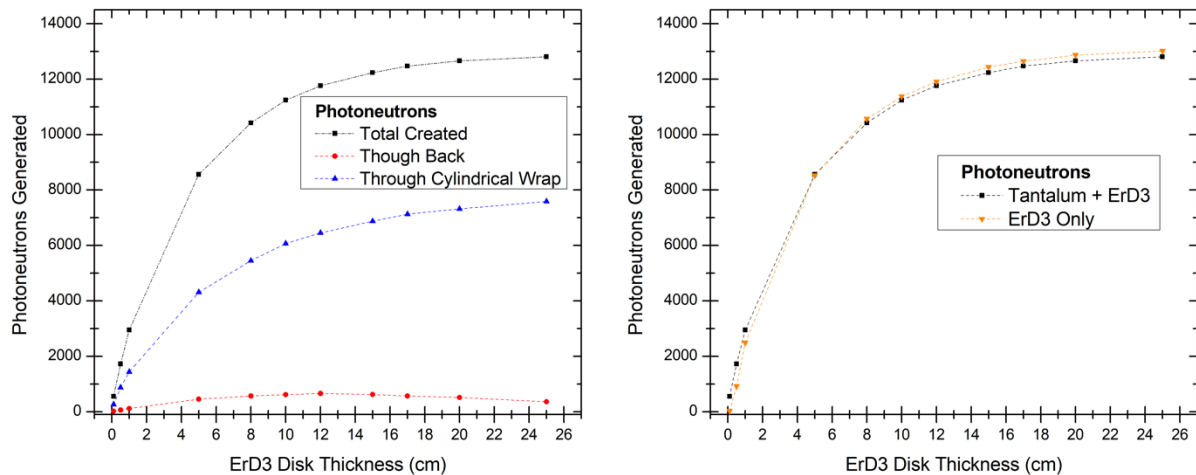 14000
12000
10000
8000
6000
4000
2000
0
Photoneutrons Generated
Photoneutrons
Total Created
Though Back
Through Cylindrical Wrap
0 2 4 6 8 10 12 14 16 18 20 22 24 26
ErD3 Disk Thickness (cm)
14000
12000
10000
8000
6000
4000
2000
0
Photoneutrons Generated
Photoneutrons
Tantalum + ErD3
ErD3 Only
0 2 4 6 8 10 12 14 16 18 20 22 24 26
ErD3 Disk Thickness (cm)